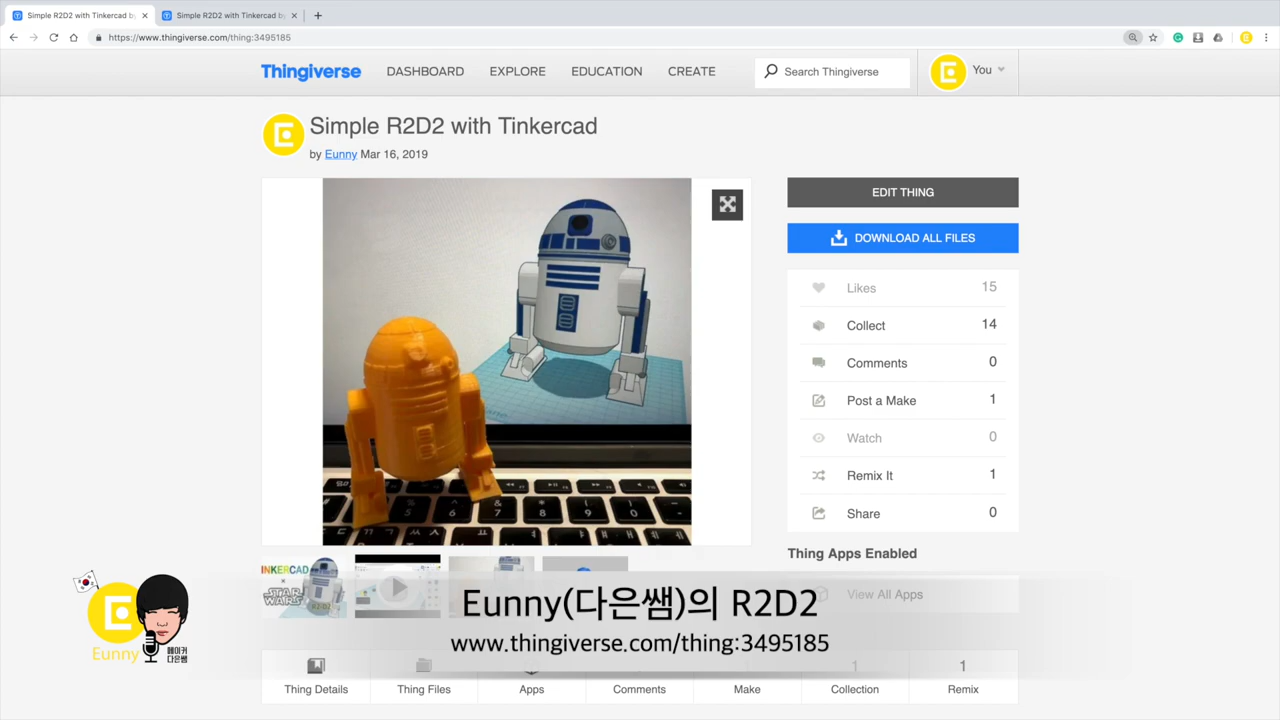 Simple R2D2 with Tinkercad by
Simple R2D2 with Tinkercad by
https://www.thingiverse.com/thing:3495185
Thingiverse
DASHBOARD
EXPLORE
EDUCATION
CREATE
Search Thingiverse
You
Simple R2D2 with Tinkercad
by Eunny Mar 16, 2019
EDIT THING
DOWNLOAD ALL FILES
Likes 15
Collect 14
Comments 0
Post a Make 1
Watch 0
Remix It 1
Share 0
Thing Apps Enabled
View All Apps
INKERCAD
STAR
WARS
Eunny(다은쌤)의 R2D2
www.thingiverse.com/thing:3495185
Eunny
메이커
다은쌤
1
1
Thing Details
Thing Files
Apps
Comments
Make
Collection
Remix